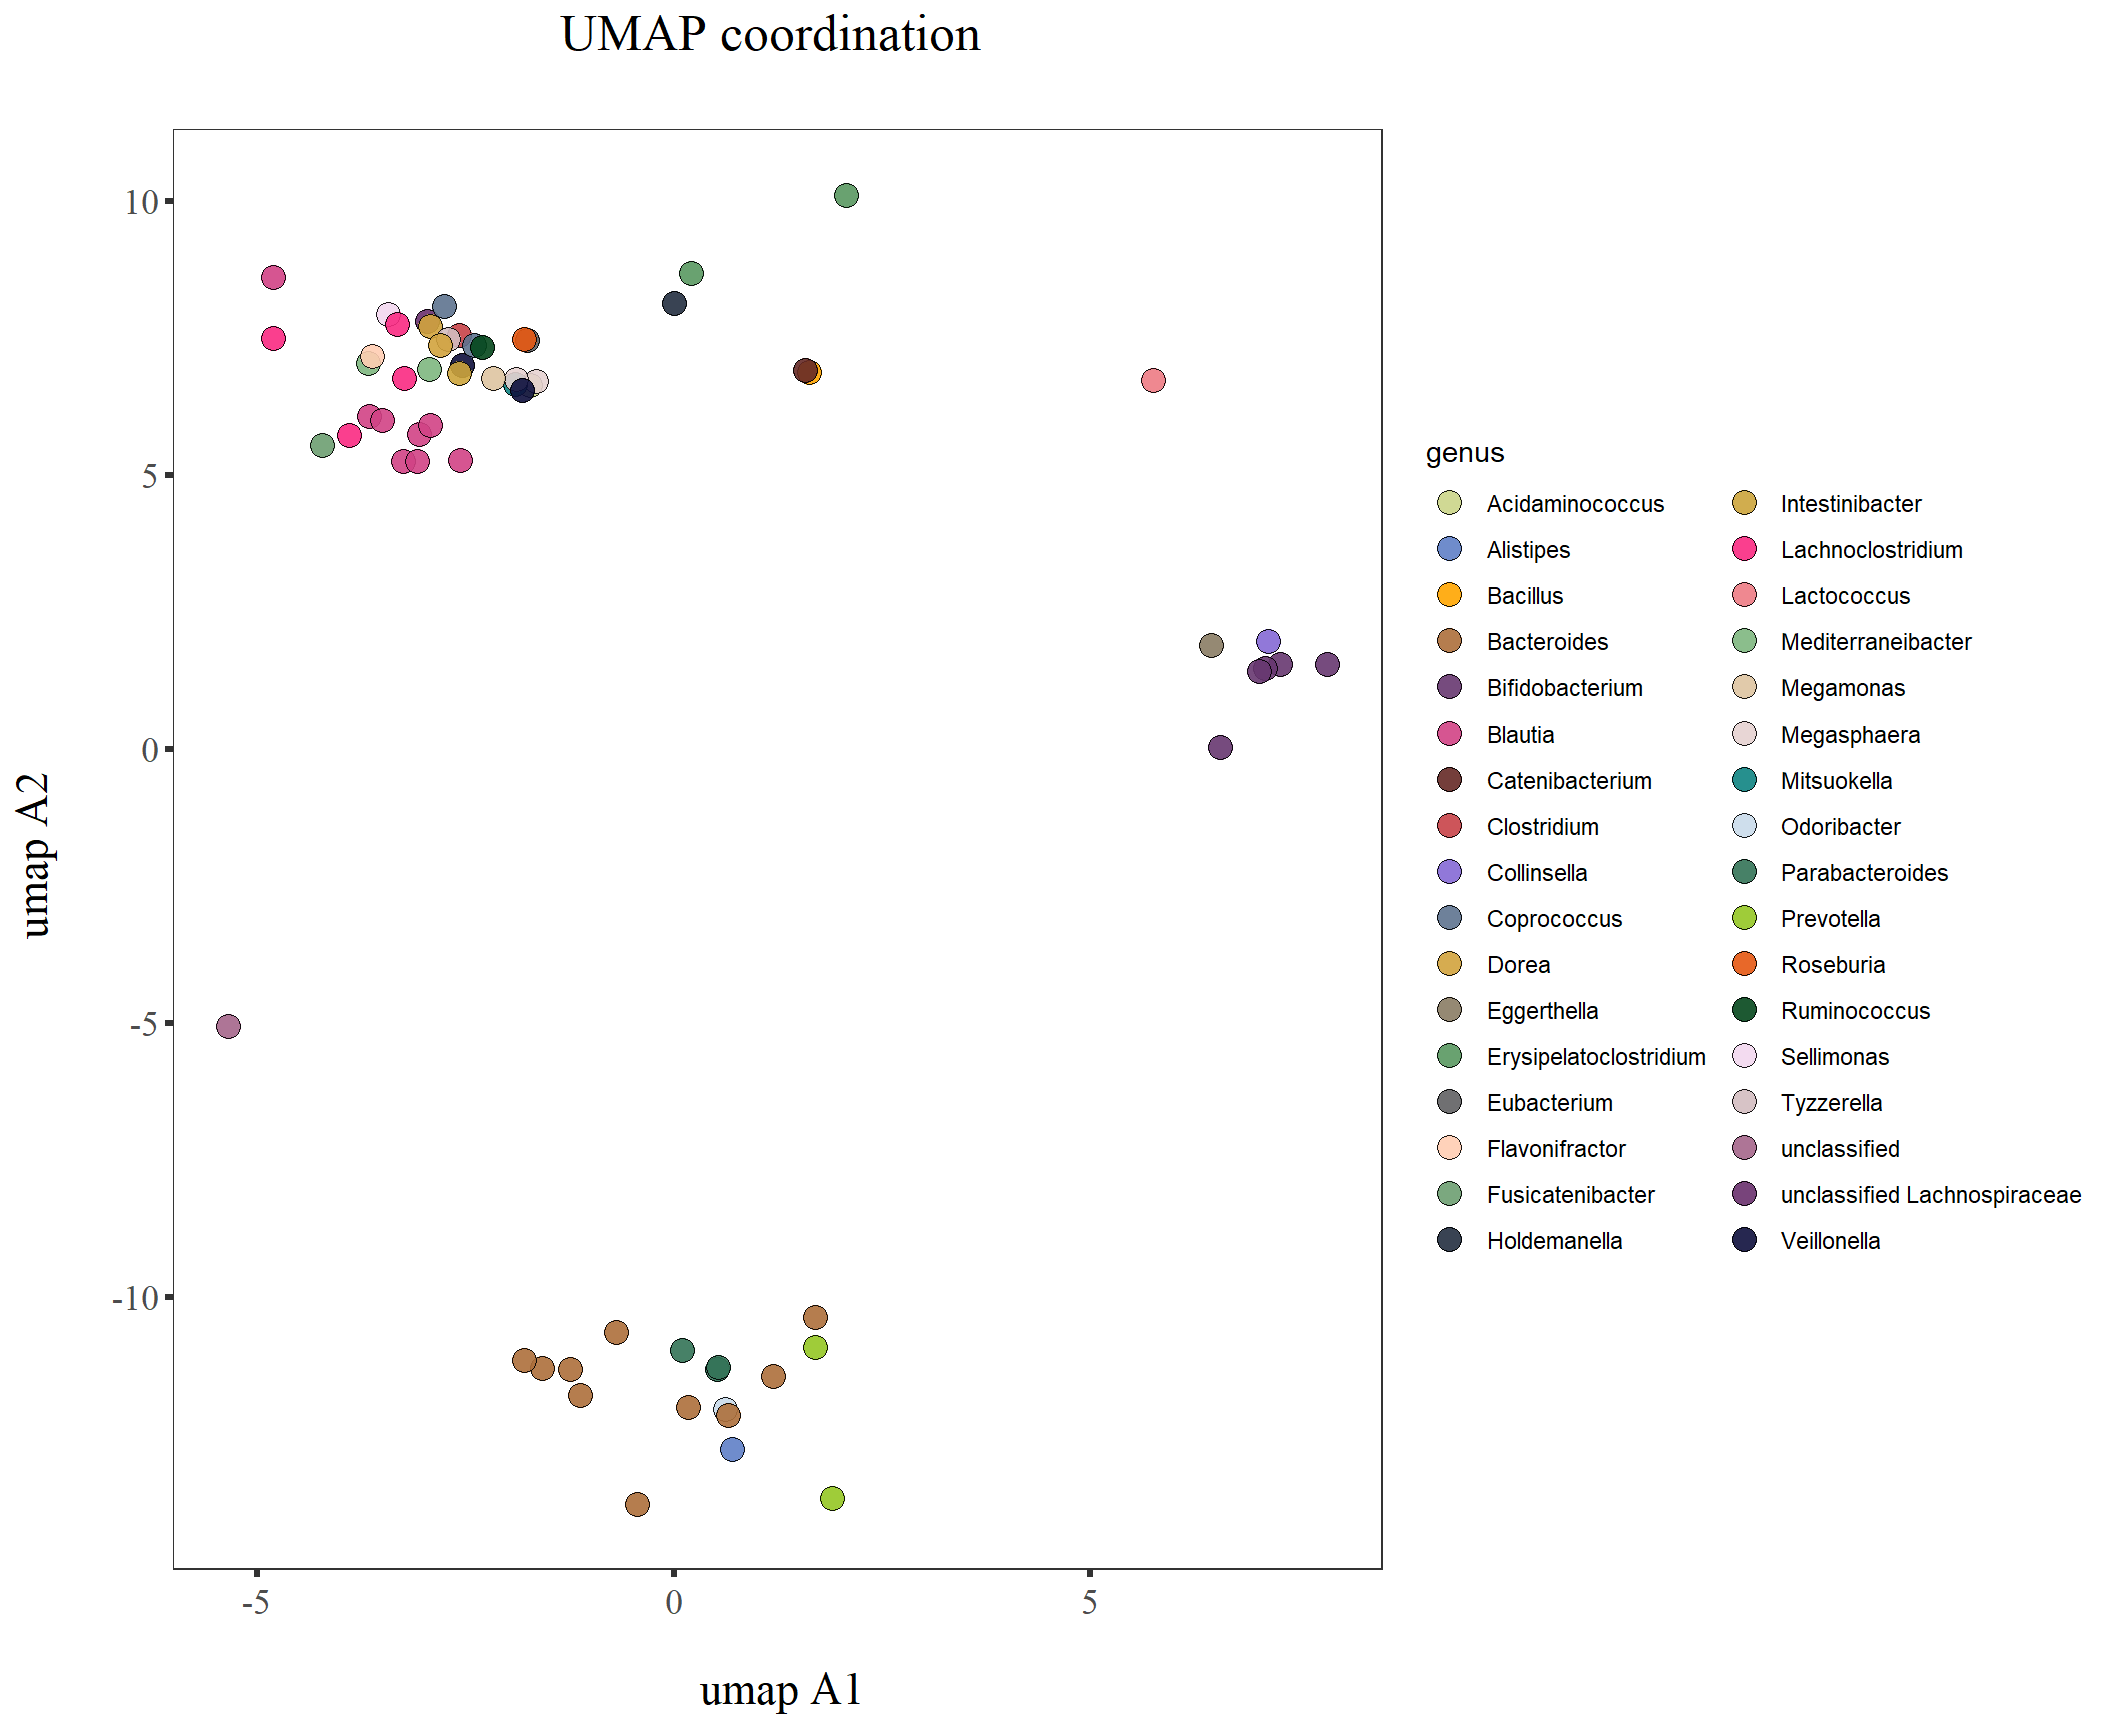 UMAP coordination
10
5
0
-5
-10
umap A2
-5
0
5
umap A1
genus
Acidaminococcus
Alistipes
Bacillus
Bacteroides
Bifidobacterium
Blautia
Catenibacterium
Clostridium
Collinsella
Coprococcus
Dorea
Eggerthella
Erysipelatoclostridium
Eubacterium
Flavonifractor
Fusicatenibacter
Holdemanella
Intestinibacter
Lachnoclostridium
Lactococcus
Mediterraneibacter
Megamonas
Megasphaera
Mitsuokella
Odoribacter
Parabacteroides
Prevotella
Roseburia
Ruminococcus
Sellimonas
Tyzzerella
unclassified
unclassified Lachnospiraceae
Veillonella